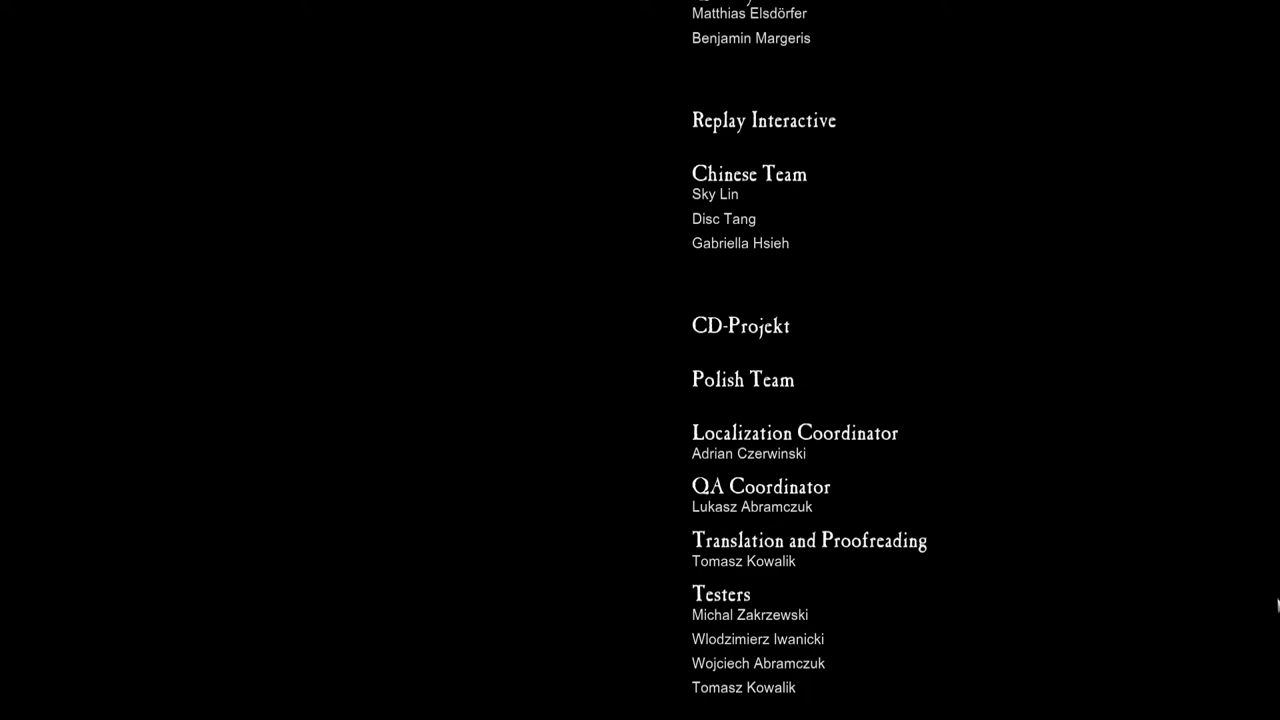 Matthias Elsdörfer
Benjamin Margeris
Replay Interactive
Chinese Team
Sky Lin
Disc Tang
Gabriella Hsieh
CD-Projekt
Polish Team
Localization Coordinator
Adrian Czerwinski
QA Coordinator
Lukasz Abramczuk
Translation and Proofreading
Tomasz Kowalik
Testers
Michal Zakrzewski
Wlodzimierz Iwanicki
Wojciech Abramczuk
Tomasz Kowalik